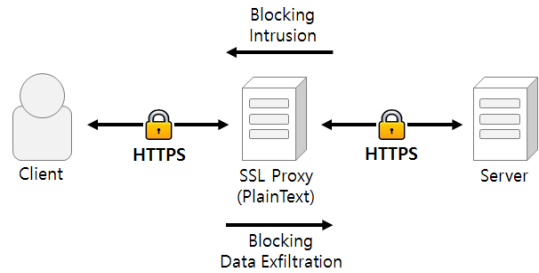 Blocking
Intrusion
HTTPS
HTTPS
Client
SSL Proxy
(PlainText)
Server
Blocking
Data Exfiltration